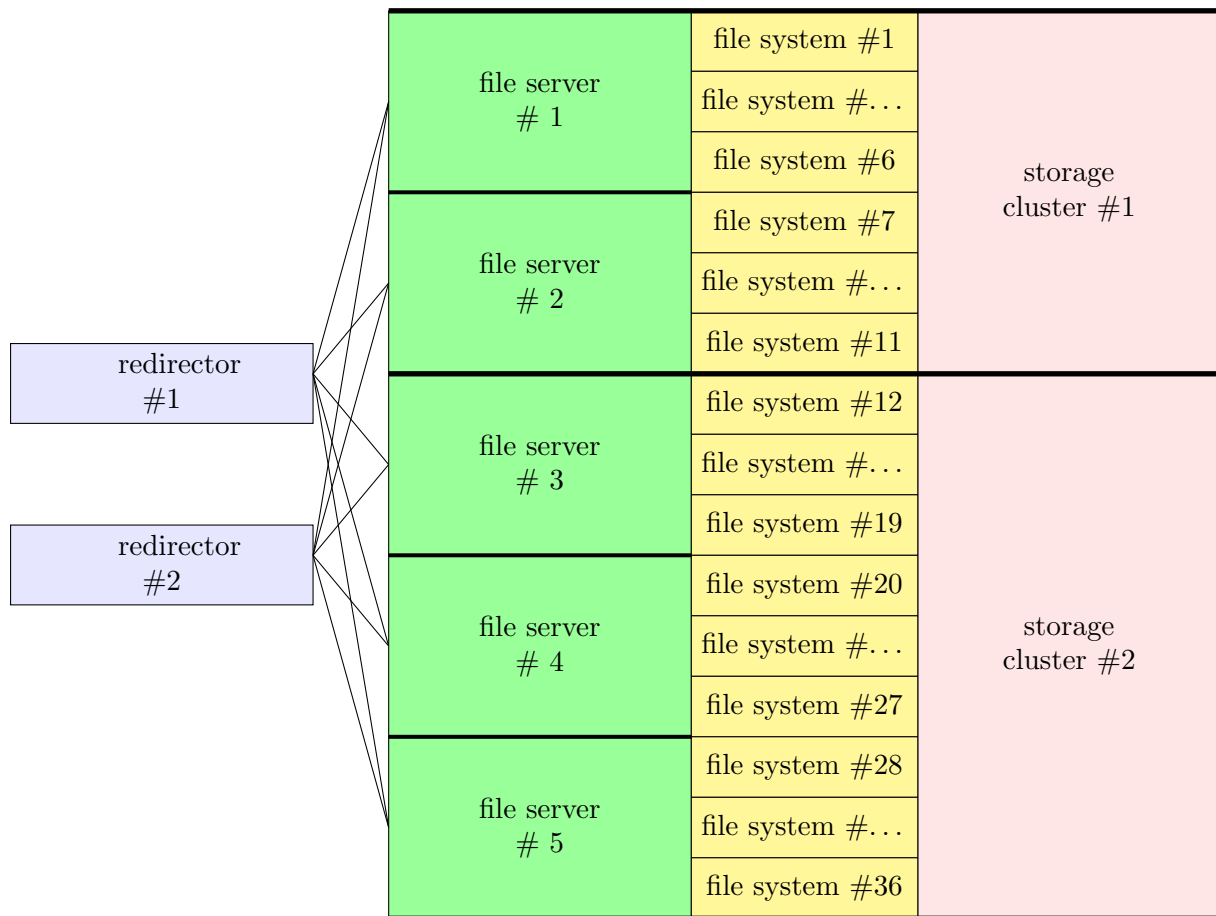 file server
# 1
file system #1
file system #...
file system #6
storage
cluster #1
file server
# 2
file system #7
file system #...
file system #11
redirector
#1
file server
# 3
file system #12
file system #...
file system #19
redirector
#2
file server
# 4
file system #20
file system #...
file system #27
storage
cluster #2
file server
# 5
file system #28
file system #...
file system #36